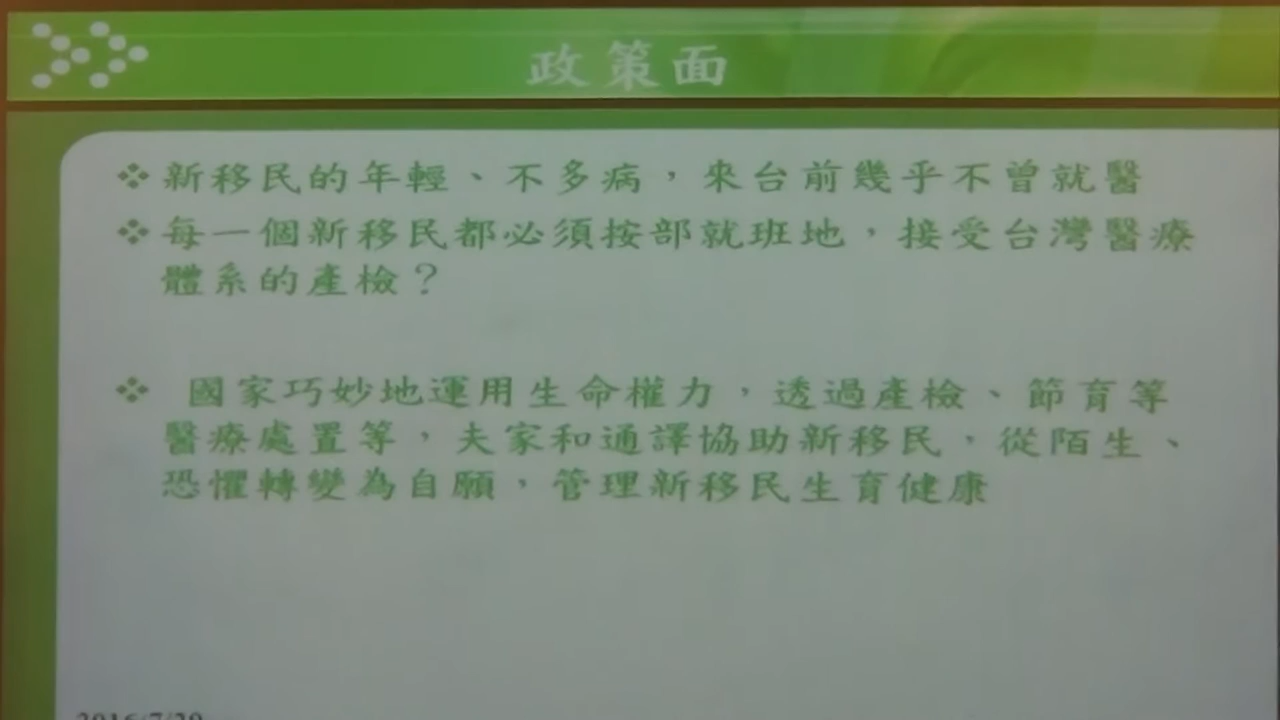 政策面
新移民的年輕、不多病，來台前幾乎不曾就醫
每一個新移民都必須按部就班地，接受台灣醫療
體系的產檢？
國家巧妙地運用生命權力，透過產檢、節育等
醫療處置等，夫家和通譯協助新移民，從陌生、
恐懼轉變為自願，管理新移民生育健康